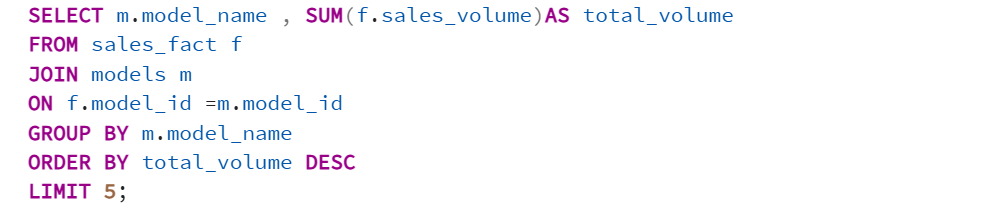 SELECT m.model_name , SUM(f.sales_volume)AS total_volume
FROM sales_fact f
JOIN models m
ON f.model_id =m.model_id
GROUP BY m.model_name
ORDER BY total_volume DESC
LIMIT 5;